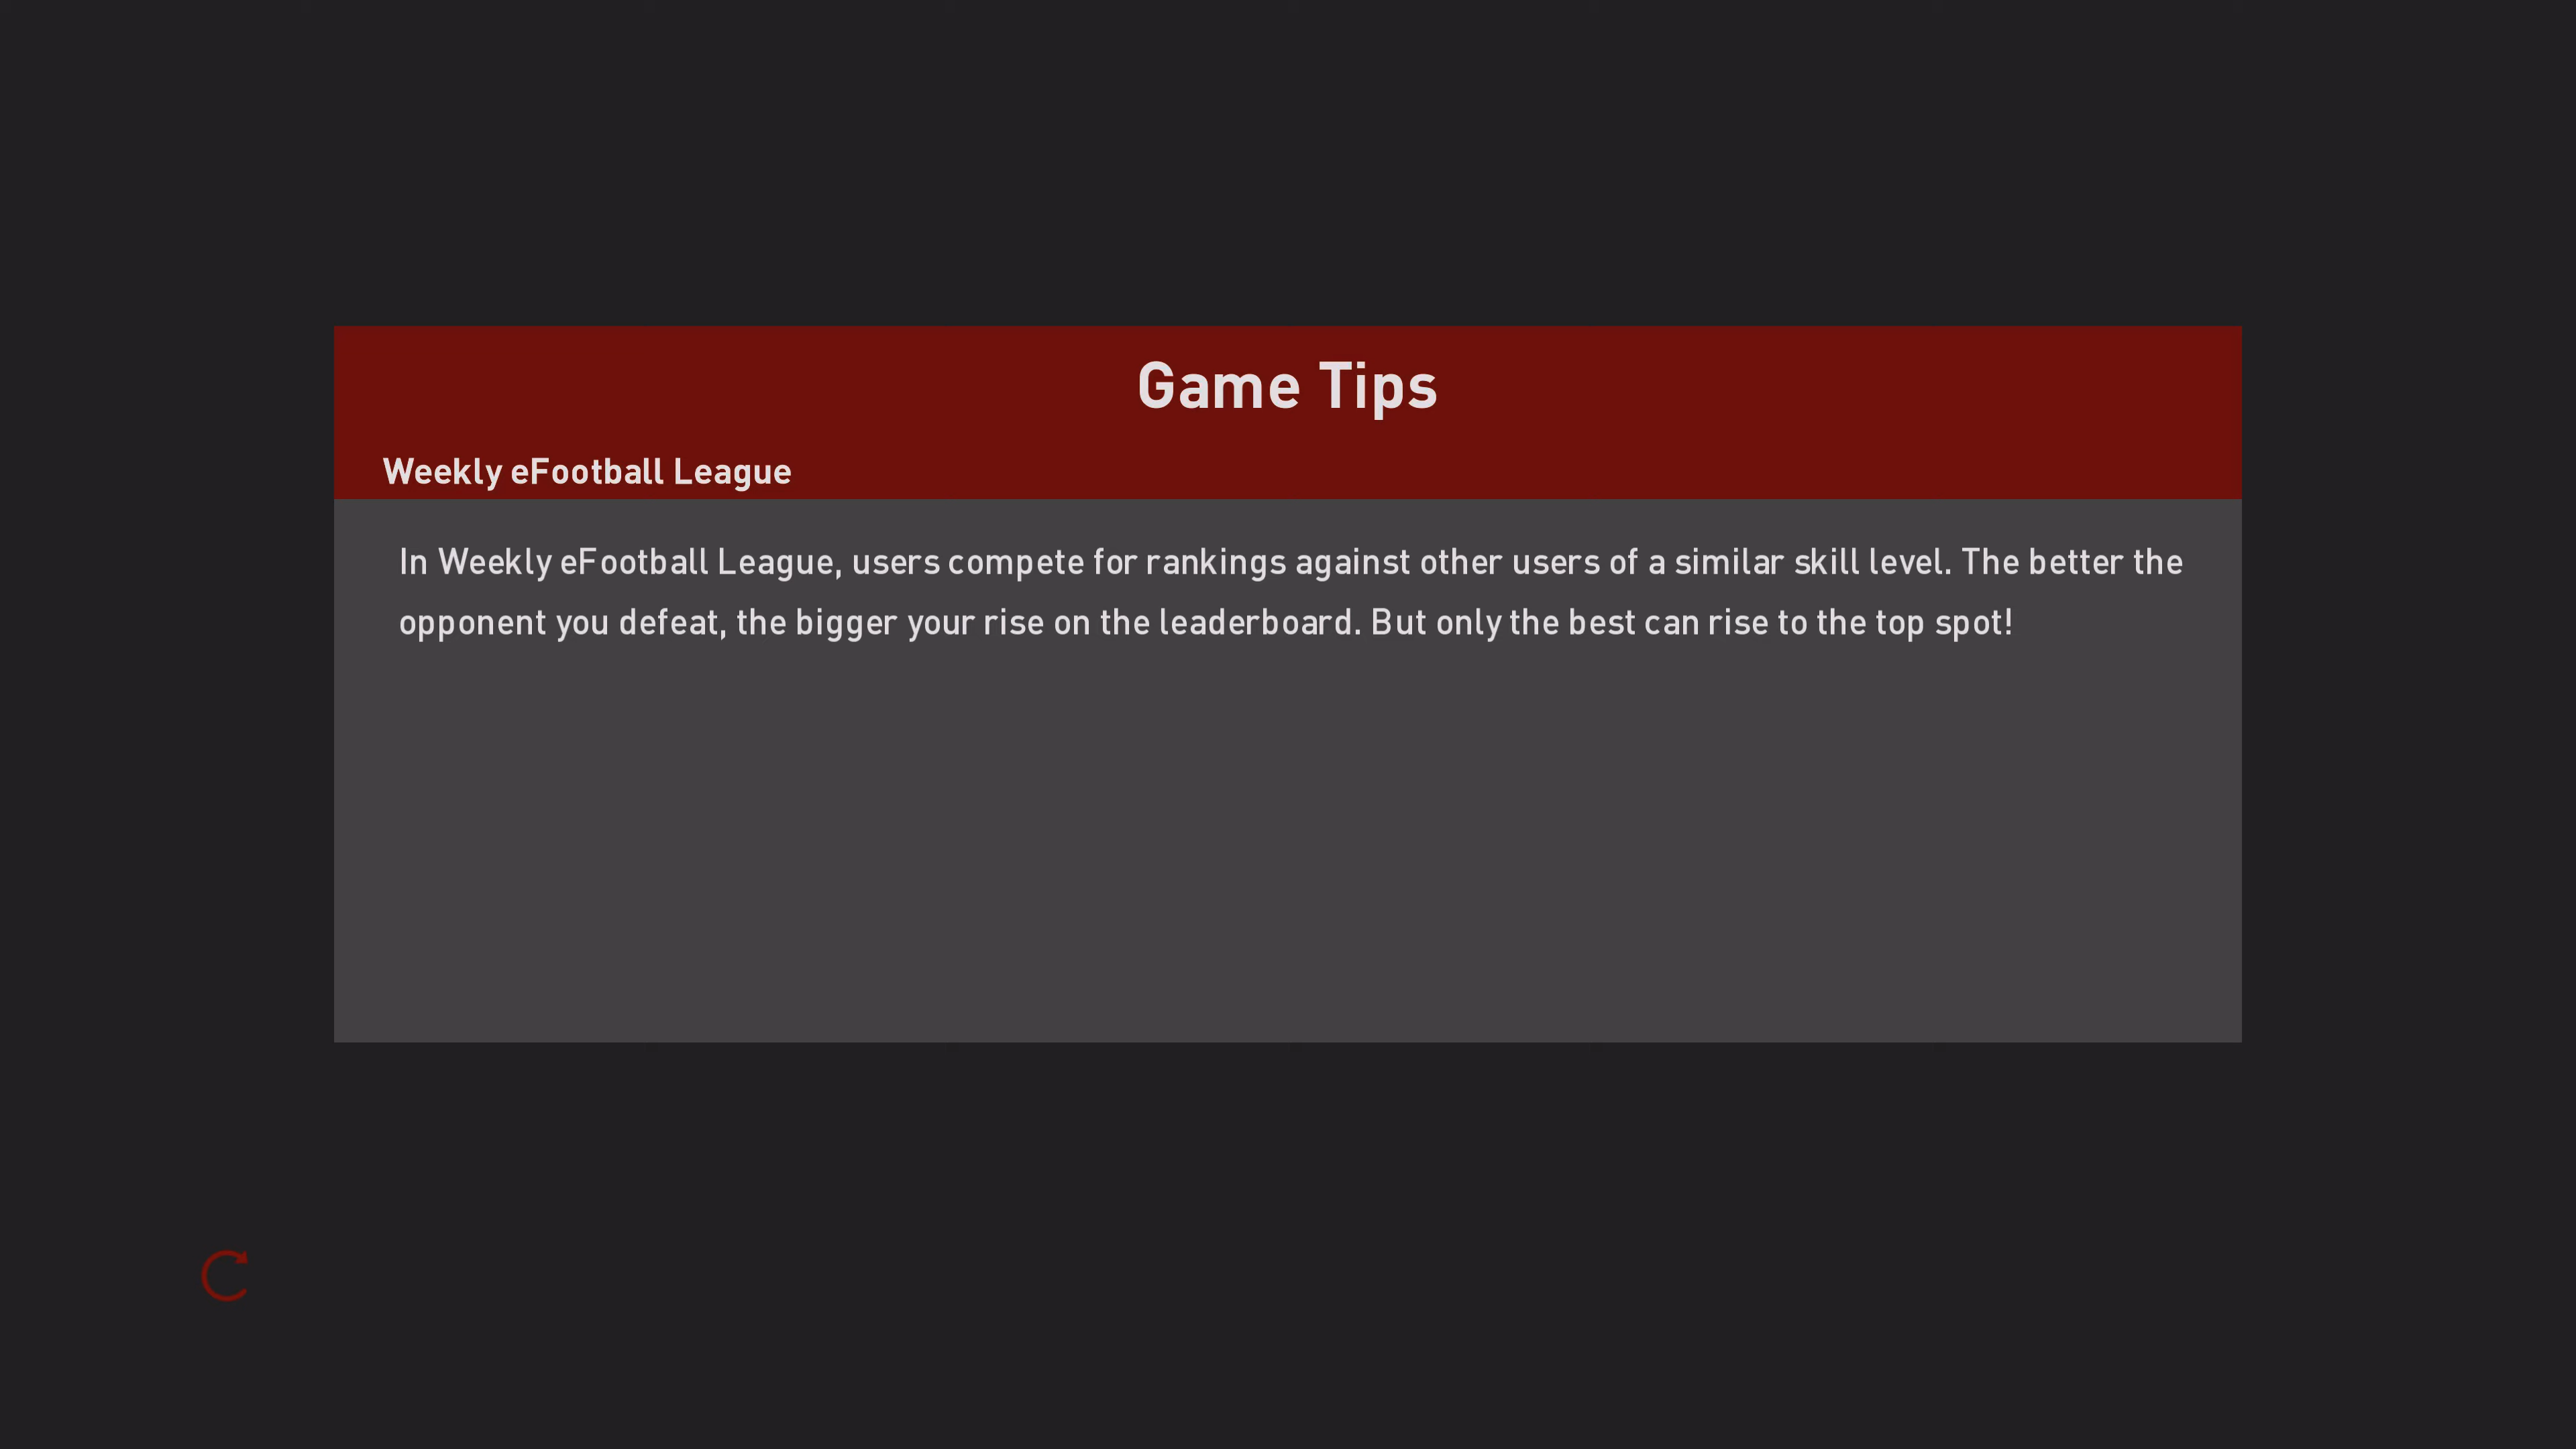 Game Tips
Weekly eFootball League
In Weekly eFootball League, users compete for rankings against other users of a similar skill level. The better the
opponent you defeat, the bigger your rise on the leaderboard. But only the best can rise to the top spot!